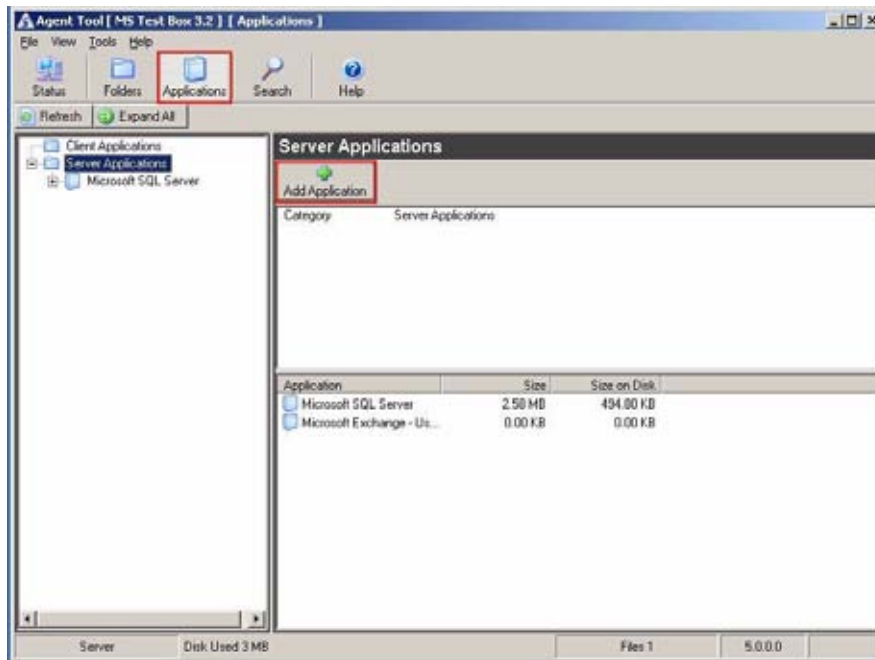 Agent Tool [ MS Test Box 3.2 ] [ Applications ]
File View Tools Help
Status Folders Applications Search Help
Refresh Expand All
Client Applications
Server Applications
Microsoft SQL Server
Server Applications
Add Application
Category Server Applications
Application Size Size on Disk
Microsoft SQL Server 2.50 MB 494.00 KB
Microsoft Exchange - Us... 0.00 KB 0.00 KB
Server Disk Used 3 MB Files 1 5.0.0.0